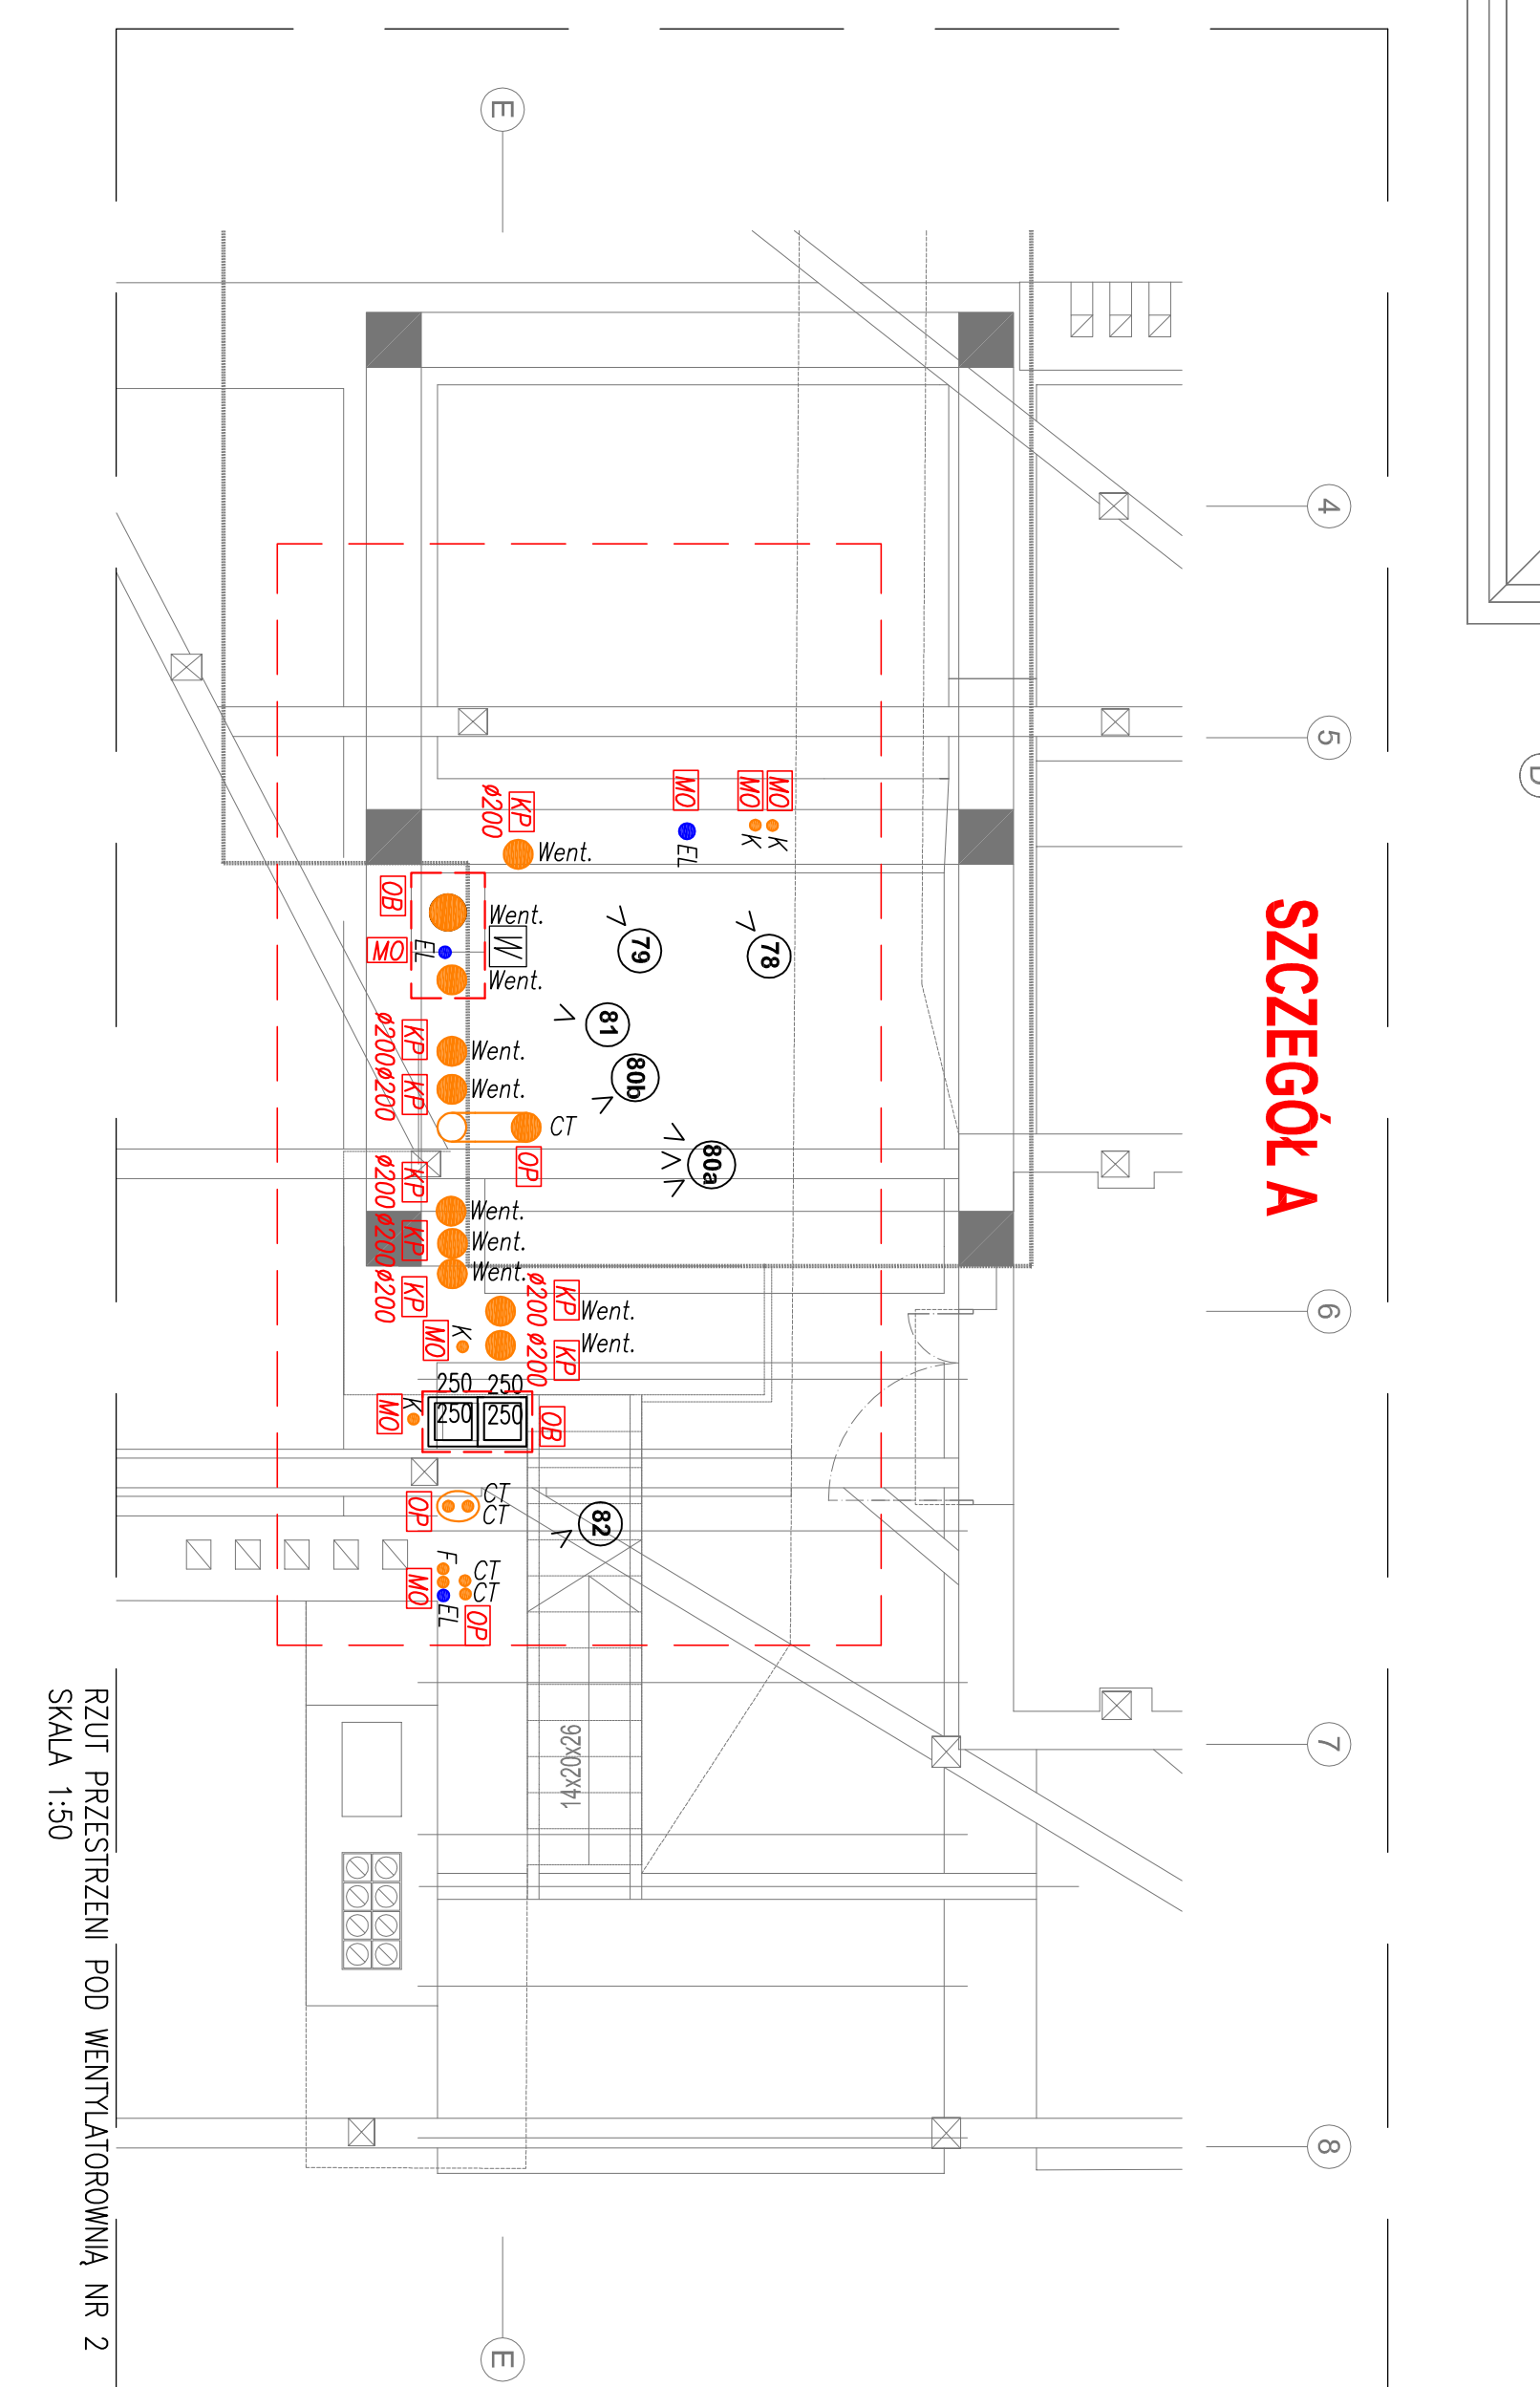 SZCZEGÓŁ A
E
4
5
6
7
8
D
E
MO
MO
MO
K
K
EL
KP
ø200
Went.
OB
Went.
MO
EL
W
Went.
78
79
81
80b
80a
82
KP
ø200
Went.
KP
ø200
Went.
CT
OP
KP
ø200
Went.
KP
ø200
Went.
KP
ø200
Went.
KP
ø200
Went.
KP
ø200
Went.
K
MO
K
MO
250
250
250
250
OB
CT
CT
OP
F
CT
CT
MO
EL
OP
14x20x26
RZUT PRZESTRZENI POD WENTYLATOROWNIĄ NR 2
SKALA 1:50